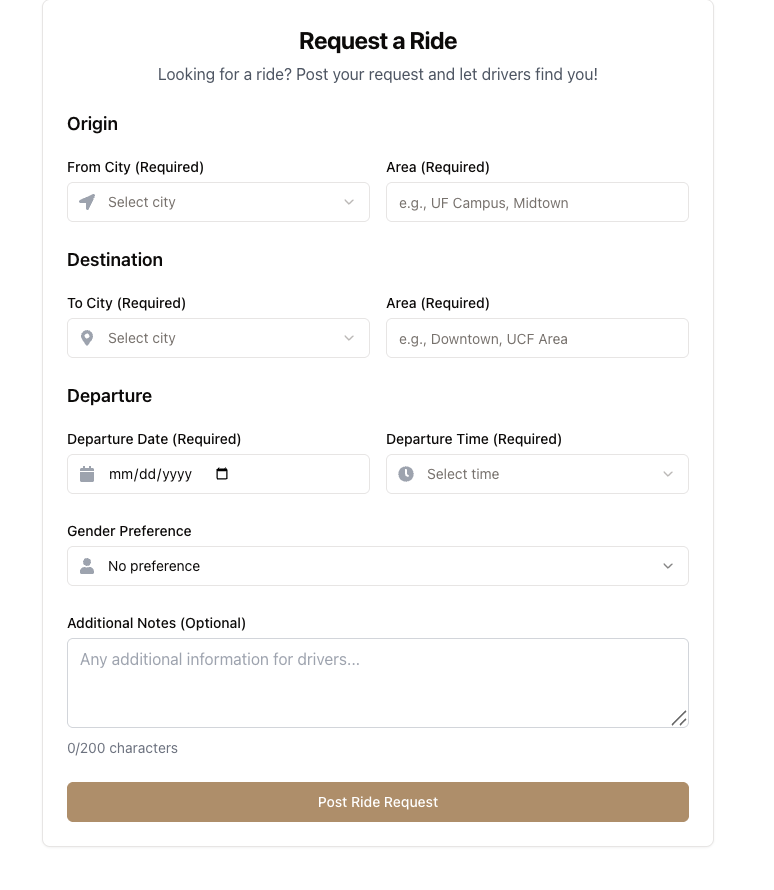 Request a Ride
Looking for a ride? Post your request and let drivers find you!
Origin
From City (Required)
Area (Required)
Select city
e.g., UF Campus, Midtown
Destination
To City (Required)
Area (Required)
Select city
e.g., Downtown, UCF Area
Departure
Departure Date (Required)
Departure Time (Required)
mm/dd/yyyy
Select time
Gender Preference
No preference
Additional Notes (Optional)
Any additional information for drivers...
0/200 characters
Post Ride Request